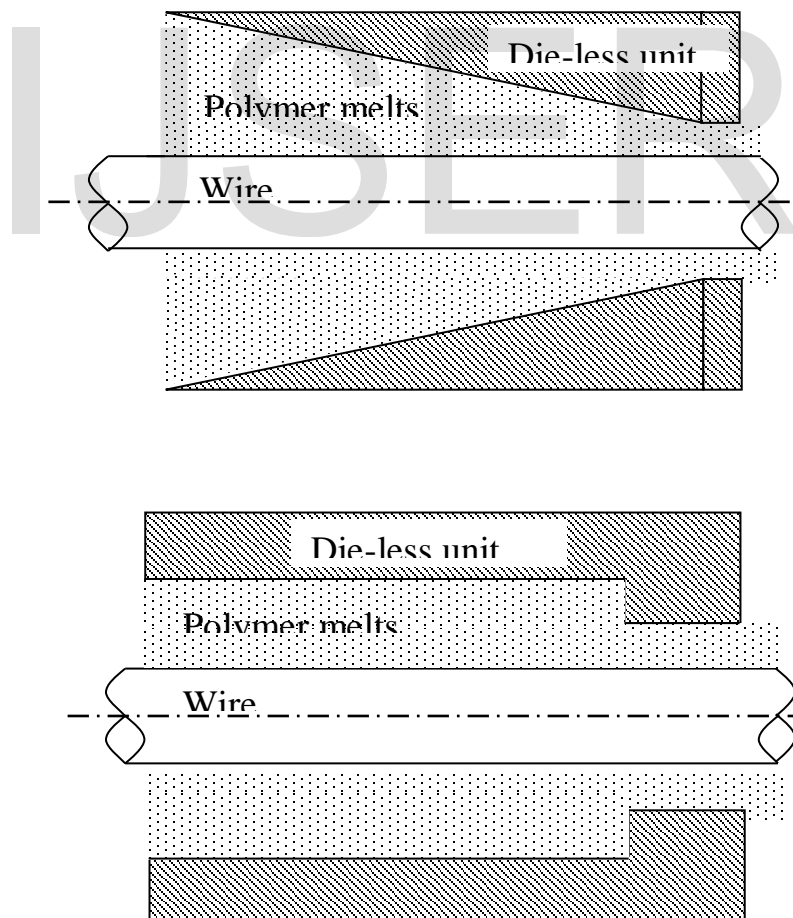 IJSER
Die-less unit
Polymer melts
Wire
Die-less unit
Polymer melts
Wire